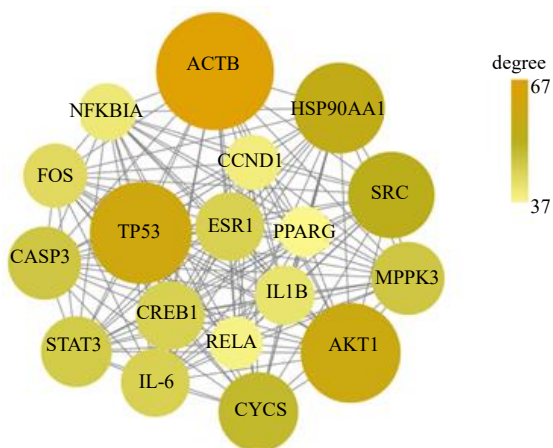 degree
67
37
ACTB
HSP90AA1
NFKBIA
CCND1
FOS
SRC
TP53
ESR1
PPARG
CASP3
MPPK3
IL1B
CREB1
RELA
AKT1
STAT3
IL-6
CYCS